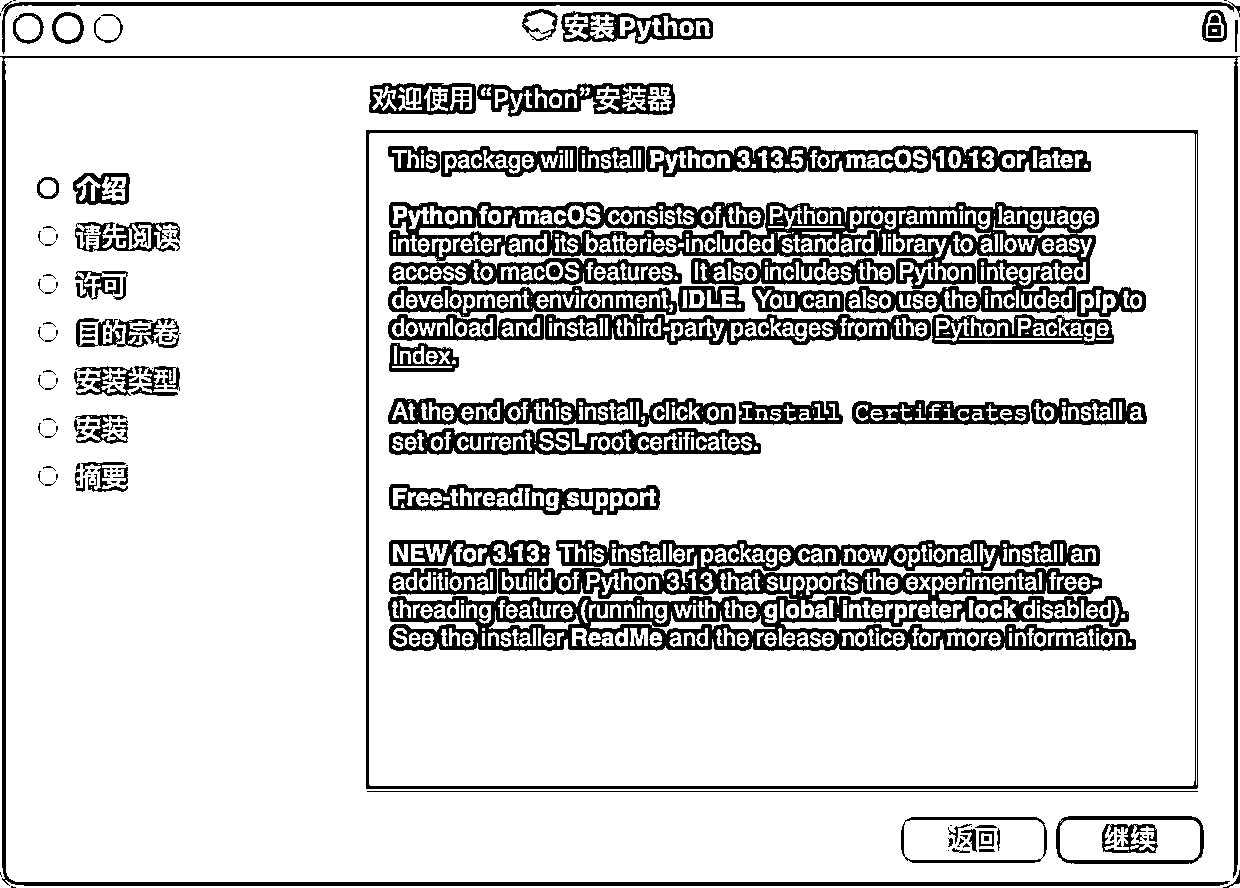 安装Python
欢迎使用“Python”安装器
介绍
请先阅读
许可
目的宗卷
安装类型
安装
摘要
This package will install Python 3.13.5 for macOS 10.13 or later.
Python for macOS consists of the Python programming language
interpreter and its batteries-included standard library to allow easy
access to macOS features.  It also includes the Python integrated
development environment, IDLE.  You can also use the included pip to
download and install third-party packages from the Python Package
Index.
At the end of this install, click on Install Certificates to install a
set of current SSL root certificates.
Free-threading support
NEW for 3.13:  This installer package can now optionally install an
additional build of Python 3.13 that supports the experimental free-
threading feature (running with the global interpreter lock disabled).
See the installer ReadMe and the release notice for more information.
返回
继续